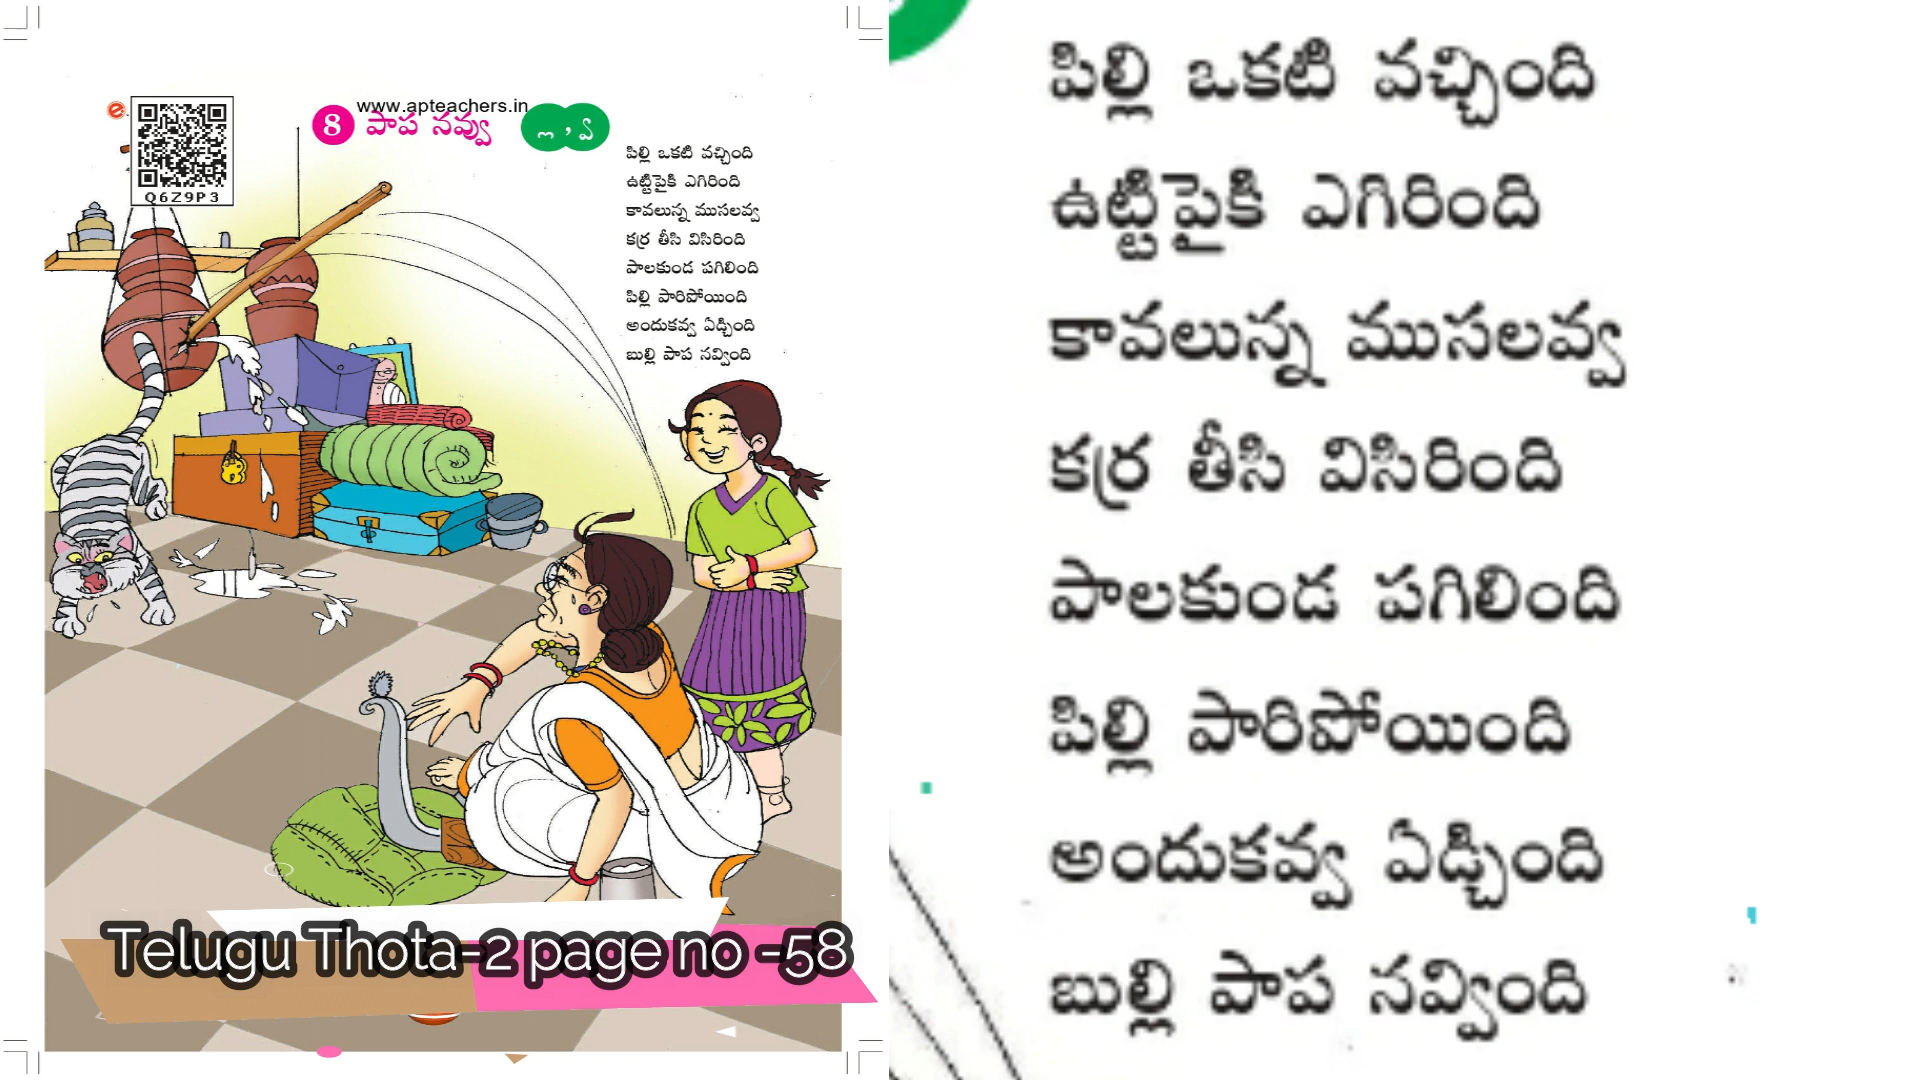 www.apteachers.in
8 పాప నవ్వు
Q6Z9P3
పిల్లి ఒకటి వచ్చింది
ఉట్టిపైకి ఎగిరింది
కావలున్న ముసలవ్వ
కర్ర తీసి విసిరింది
పాలకుండ పగిలింది
పిల్లి పారిపోయింది
అందుకవ్వ ఏడ్చింది
బుల్లి పాప నవ్వింది
Telugu Thota-2 page no -58
పిల్లి ఒకటి వచ్చింది
ఉట్టిపైకి ఎగిరింది
కావలున్న ముసలవ్వ
కర్ర తీసి విసిరింది
పాలకుండ పగిలింది
పిల్లి పారిపోయింది
అందుకవ్వ ఏడ్చింది
బుల్లి పాప నవ్వింది